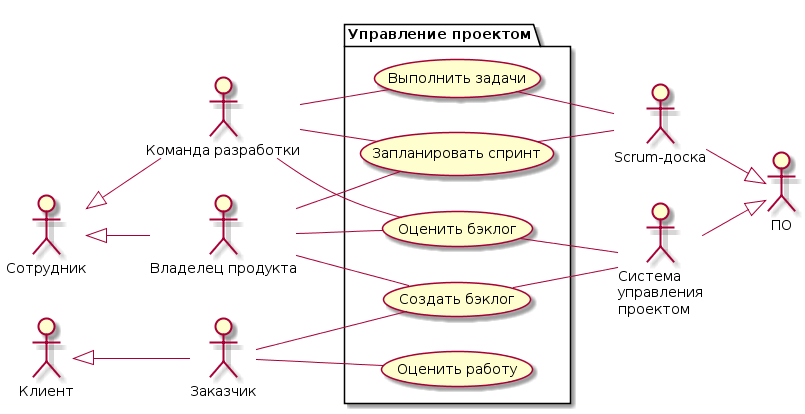 Управление проектом
Выполнить задачи
Команда разработки
Запланировать спринт
Scrum-доска
ПО
Сотрудник
Владелец продукта
Оценить бэклог
Система
управления
проектом
Создать бэклог
Клиент
Заказчик
Оценить работу